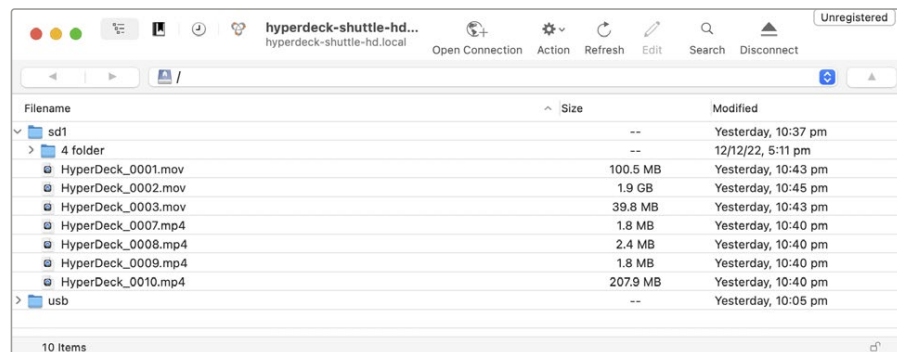 Unregistered
hyperdeck-shuttle-hd...
hyperdeck-shuttle-hd.local
Open Connection Action Refresh Edit Search Disconnect
/
Filename Size Modified
sd1 -- Yesterday, 10:37 pm
4 folder -- 12/12/22, 5:11 pm
HyperDeck_0001.mov 100.5 MB Yesterday, 10:43 pm
HyperDeck_0002.mov 1.9 GB Yesterday, 10:45 pm
HyperDeck_0003.mov 39.8 MB Yesterday, 10:43 pm
HyperDeck_0007.mp4 1.8 MB Yesterday, 10:40 pm
HyperDeck_0008.mp4 2.4 MB Yesterday, 10:40 pm
HyperDeck_0009.mp4 1.8 MB Yesterday, 10:40 pm
HyperDeck_0010.mp4 207.9 MB Yesterday, 10:40 pm
usb -- Yesterday, 10:05 pm
10 Items